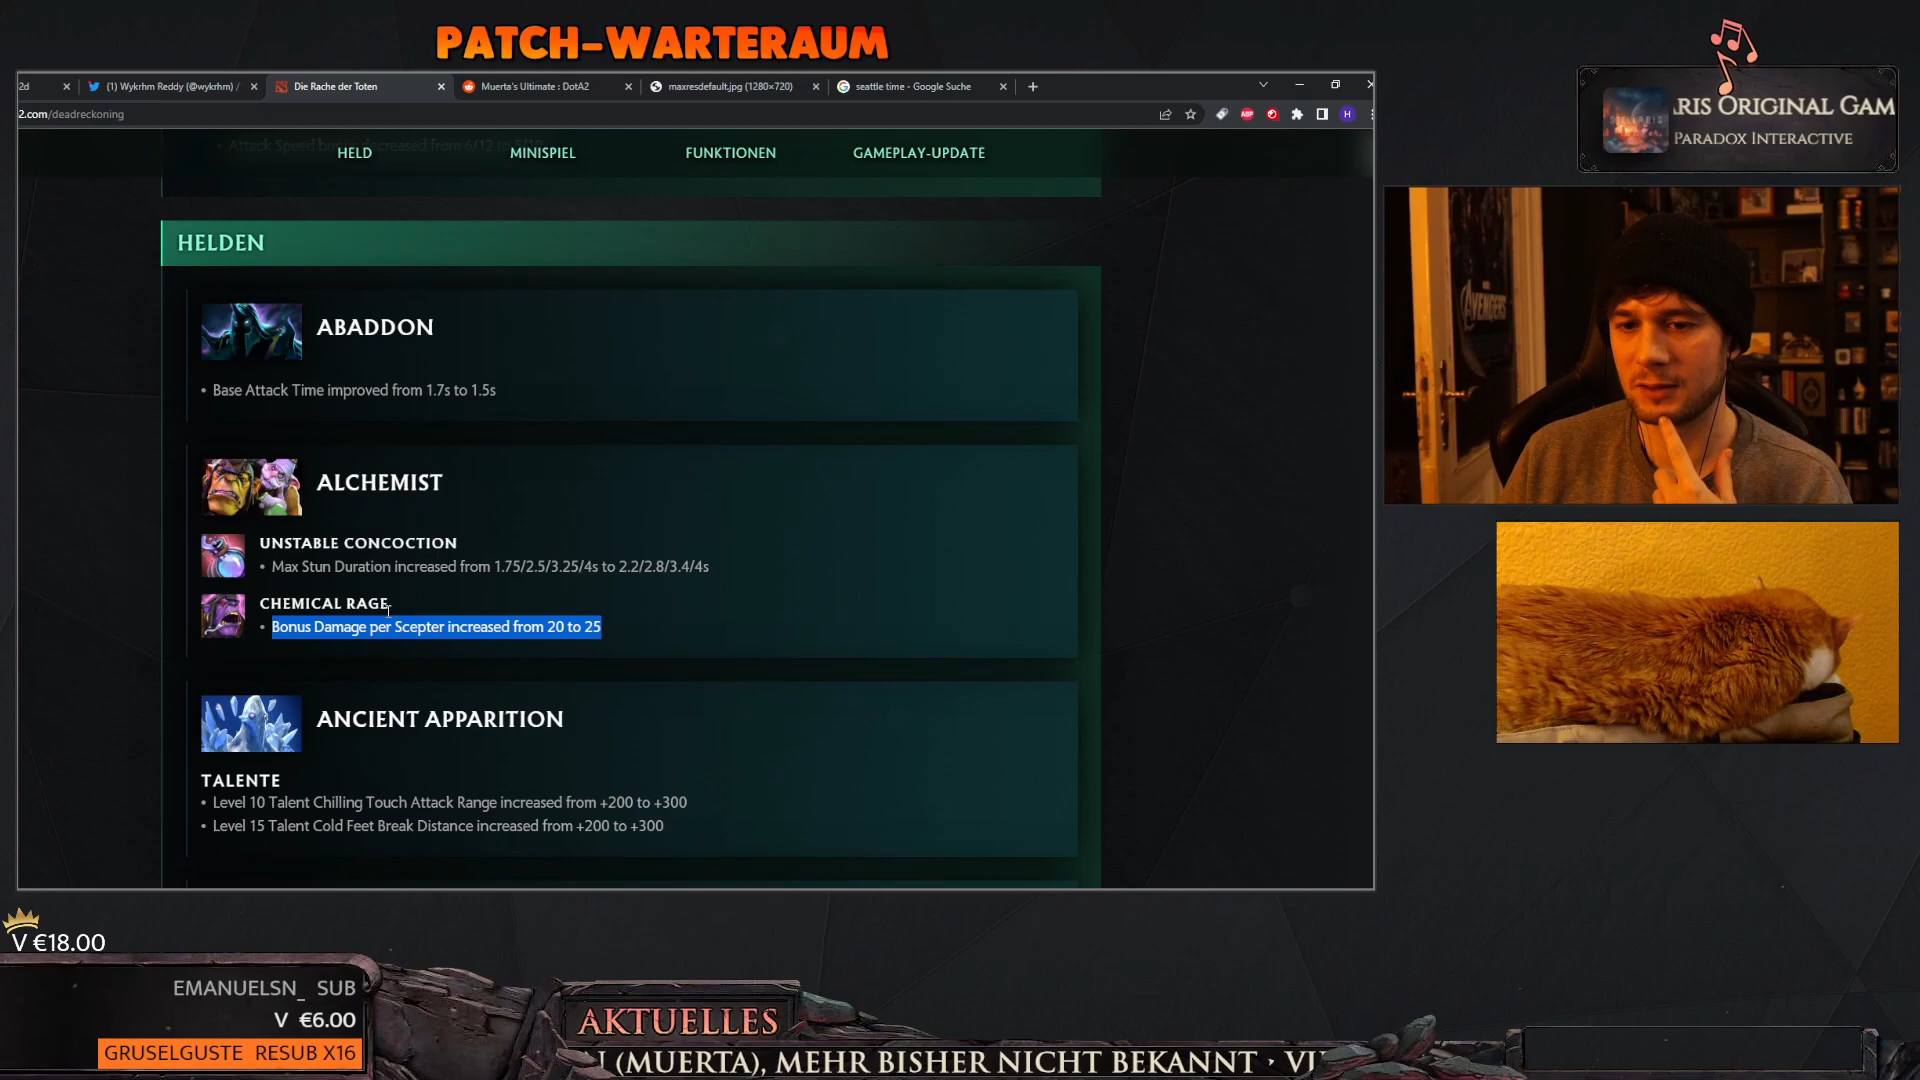 PATCH-WARTERAUM
2d
(1) Wykrhm Reddy (@wykrhm) /
Die Rache der Toten
Muerta's Ultimate : DotA2
maxresdefault.jpg (1280×720)
seattle time - Google Suche
2.com/deadreckoning
ABP
H
ARIS ORIGINAL GAM
PARADOX INTERACTIVE
HELD
MINISPIEL
FUNKTIONEN
GAMEPLAY-UPDATE
HELDEN
ABADDON
• Base Attack Time improved from 1.7s to 1.5s
ALCHEMIST
UNSTABLE CONCOCTION
• Max Stun Duration increased from 1.75/2.5/3.25/4s to 2.2/2.8/3.4/4s
CHEMICAL RAGE
• Bonus Damage per Scepter increased from 20 to 25
ANCIENT APPARITION
TALENTE
• Level 10 Talent Chilling Touch Attack Range increased from +200 to +300
• Level 15 Talent Cold Feet Break Distance increased from +200 to +300
AVENGERS
V €18.00
EMANUELSN_ SUB
V €6.00
GRUSELGUSTE RESUB X16
AKTUELLES
N (MUERTA), MEHR BISHER NICHT BEKANNT · VI